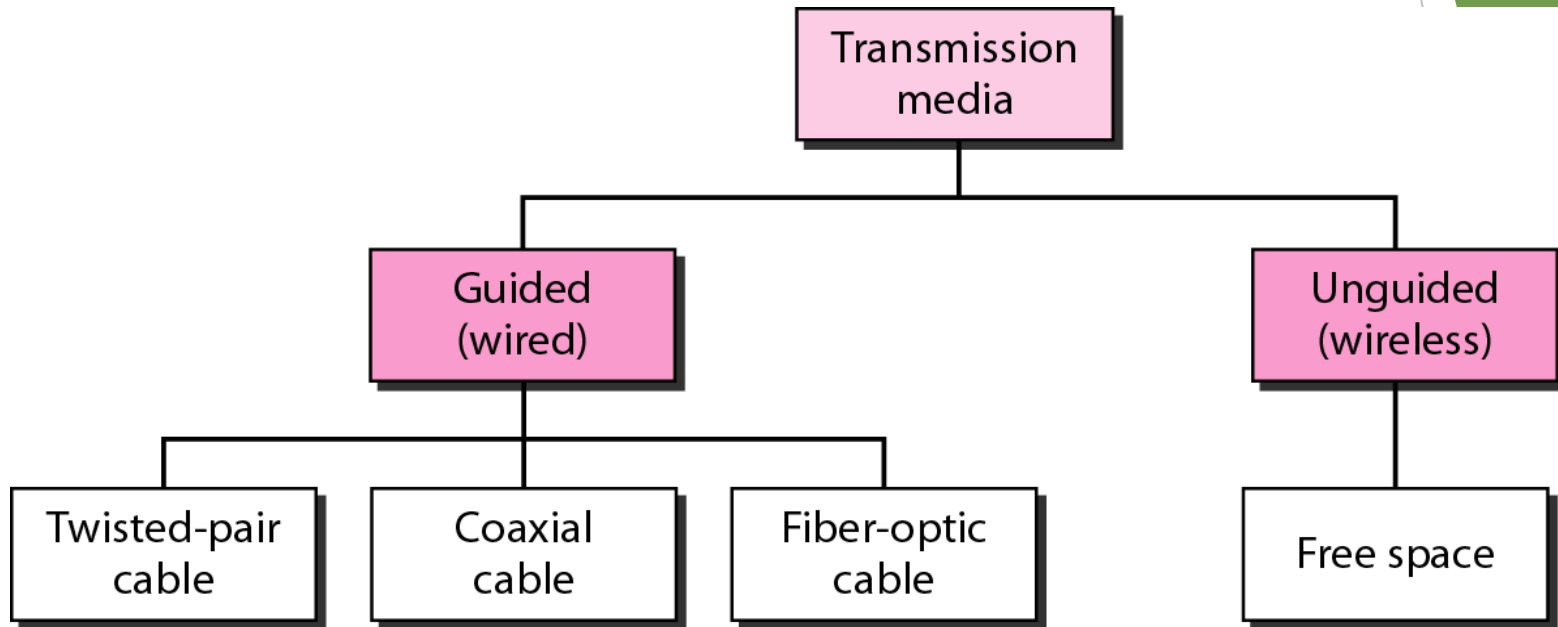 Transmission
media
Guided
(wired)
Unguided
(wireless)
Twisted-pair
cable
Coaxial
cable
Fiber-optic
cable
Free space